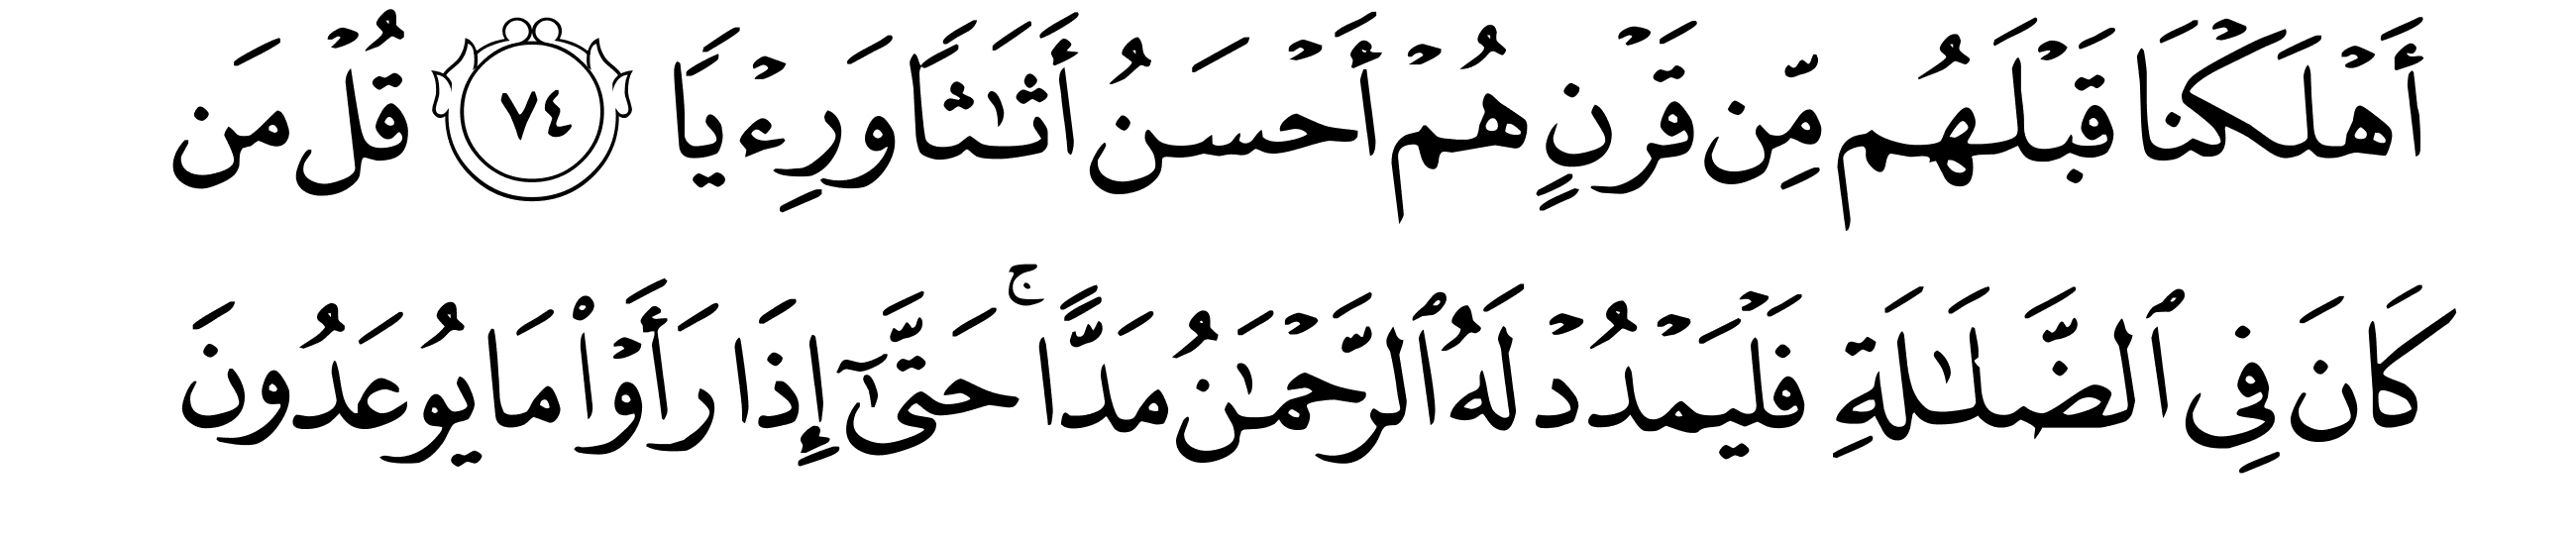 أَهْلَكْنَا قَبْلَهُم مِّن قَرْنٍ هُمْ أَحْسَنُ أَثَٰثًا وَرِءْيًا ٧٤ قُلْ مَن
كَانَ فِى ٱلضَّلَٰلَةِ فَلْيَمْدُدْ لَهُ ٱلرَّحْمَٰنُ مَدًّا ۚ حَتَّىٰٓ إِذَا رَأَوْا۟ مَا يُوعَدُونَ